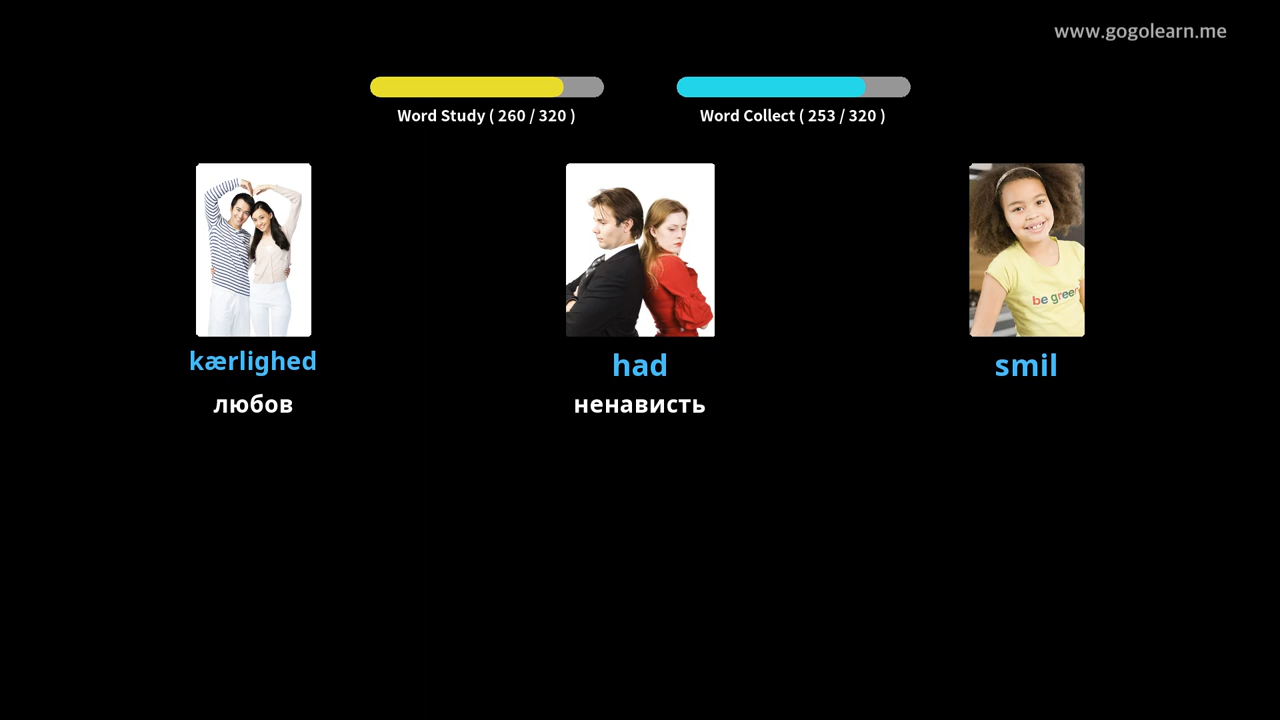 www.gogolearn.me
Word Study ( 260 / 320 )
Word Collect ( 253 / 320 )
be green
kærlighed
had
smil
любов
ненависть